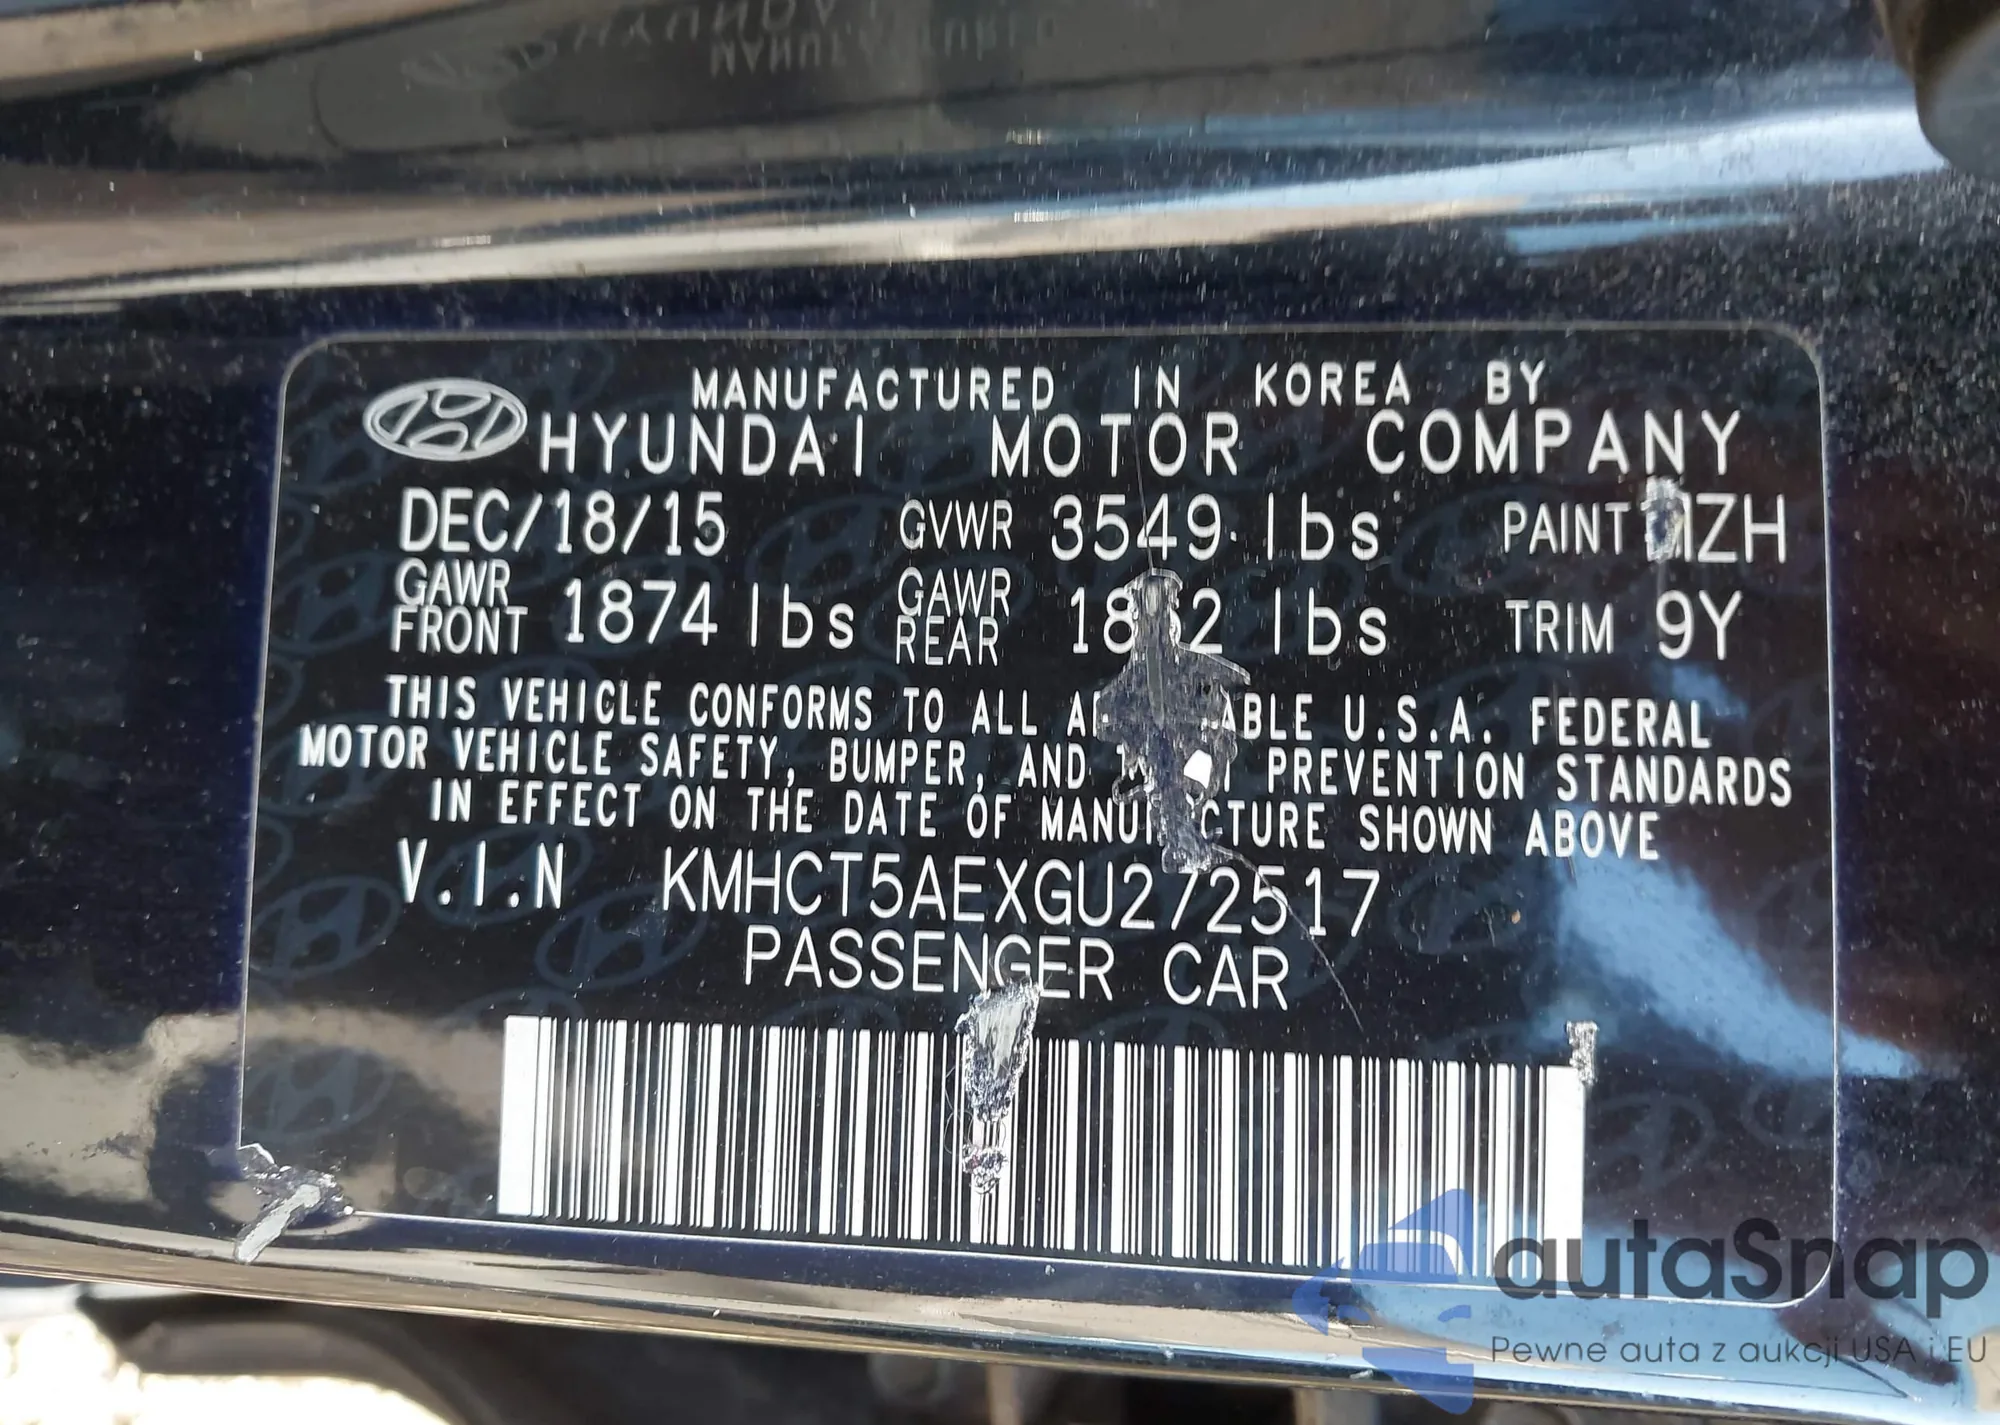 MANUFACTURED IN KOREA BY
HYUNDAI MOTOR COMPANY
DEC/18/15 GVWR 3549 lbs PAINT ZH
GAWR FRONT 1874 lbs GAWR REAR lbs TRIM 9Y
THIS VEHICLE CONFORMS TO ALL U.S.A. FEDERAL
MOTOR VEHICLE SAFETY, BUMPER, AND PREVENTION STANDARDS
IN EFFECT ON THE DATE OF MANUFACTURE SHOWN ABOVE
V.I.N KMHCT5AEXGU272517
PASSENGER CAR
autaSnap
Pewne auta z aukcji USA i EU